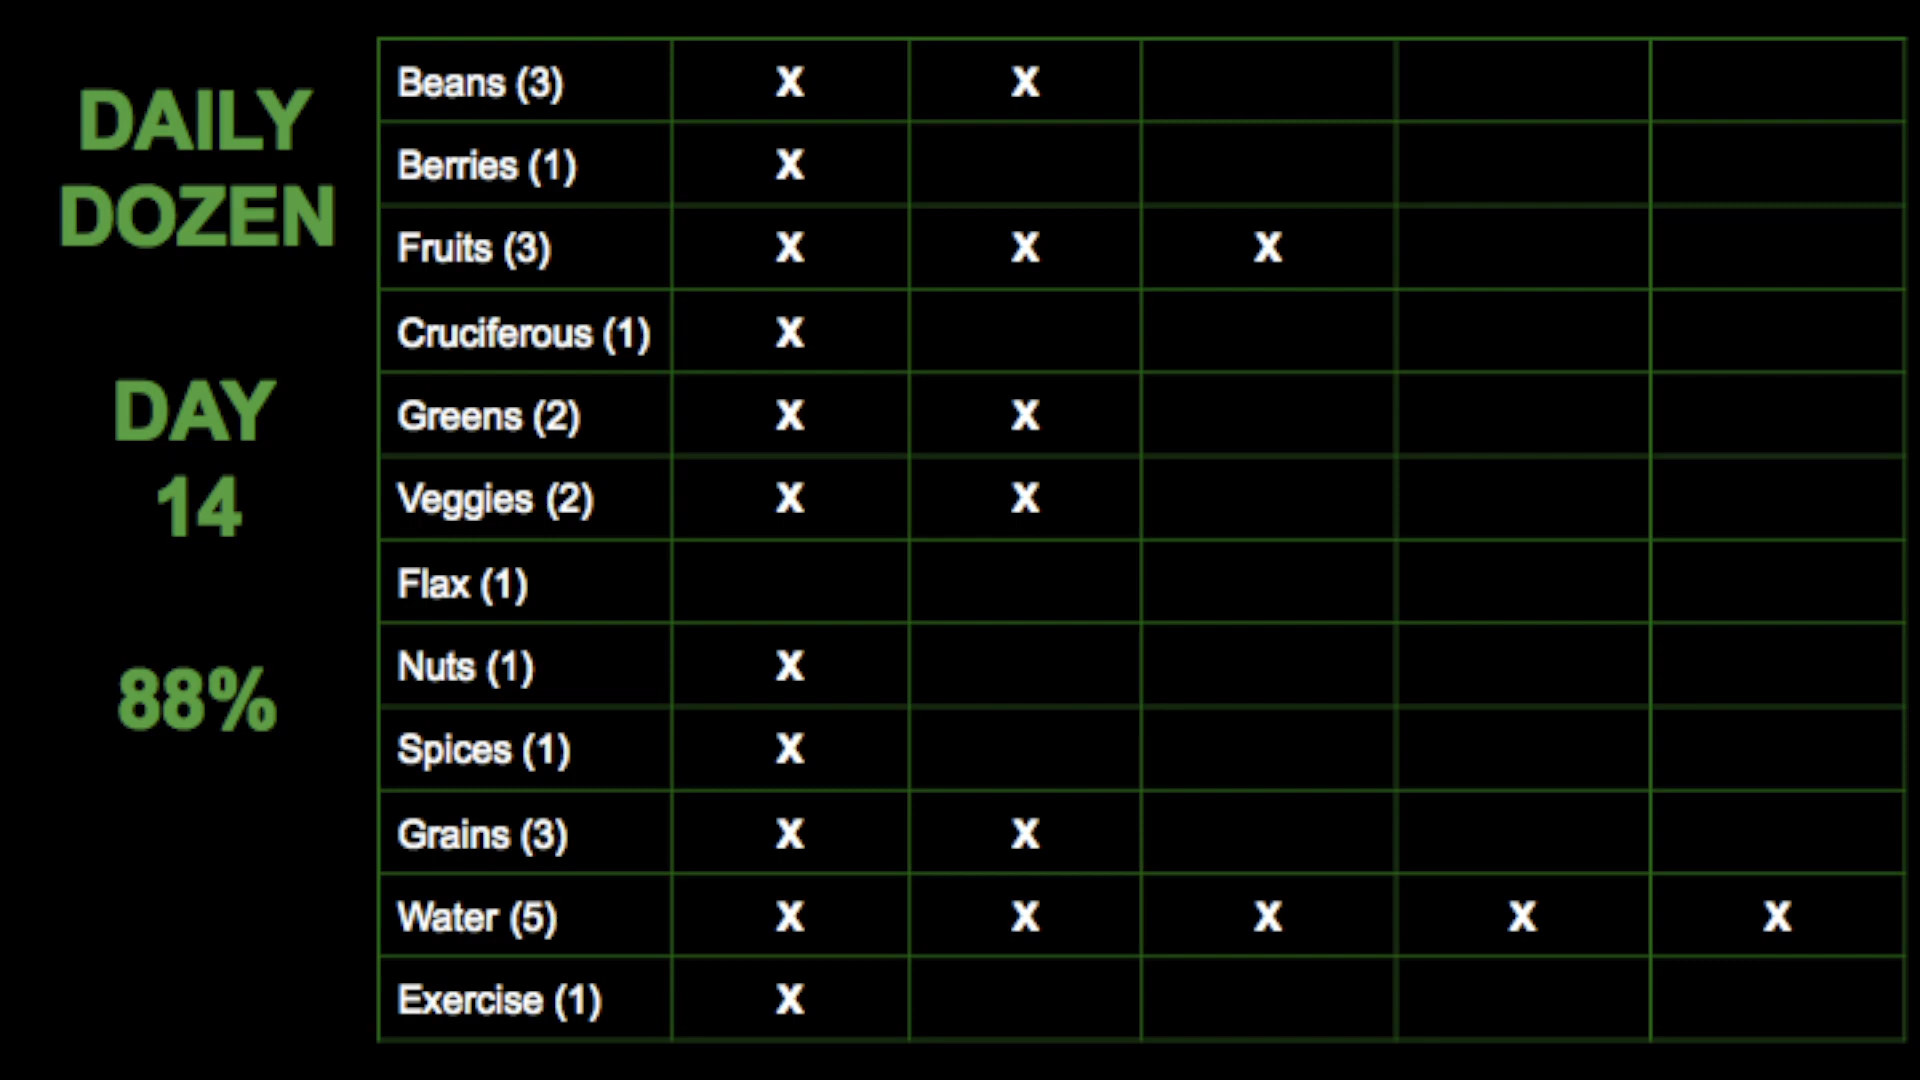 DAILY
DOZEN
DAY
14
88%
Beans (3) X X
Berries (1) X
Fruits (3) X X X
Cruciferous (1) X
Greens (2) X X
Veggies (2) X X
Flax (1)
Nuts (1) X
Spices (1) X
Grains (3) X X
Water (5) X X X X X
Exercise (1) X